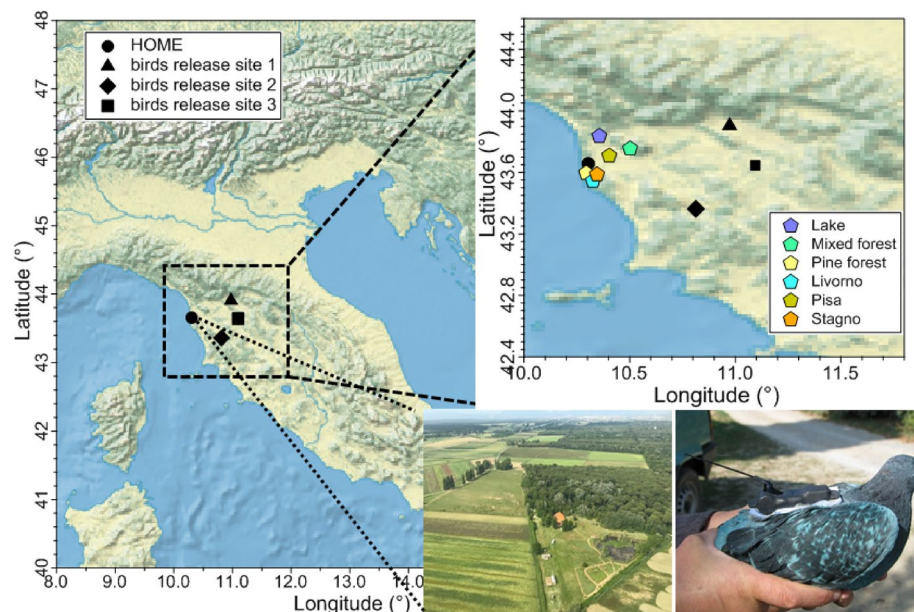 HOME
birds release site 1
birds release site 2
birds release site 3
48
47
46
45
44
43
42
41
40
Latitude (°)
8.0 9.0 10.0 11.0 12.0 13.0 14.0
Longitude (°)
44.4
44.0
43.6
43.2
42.8
42.4
Latitude (°)
Lake
Mixed forest
Pine forest
Livorno
Pisa
Stagno
10.0 10.5 11.0 11.5
Longitude (°)